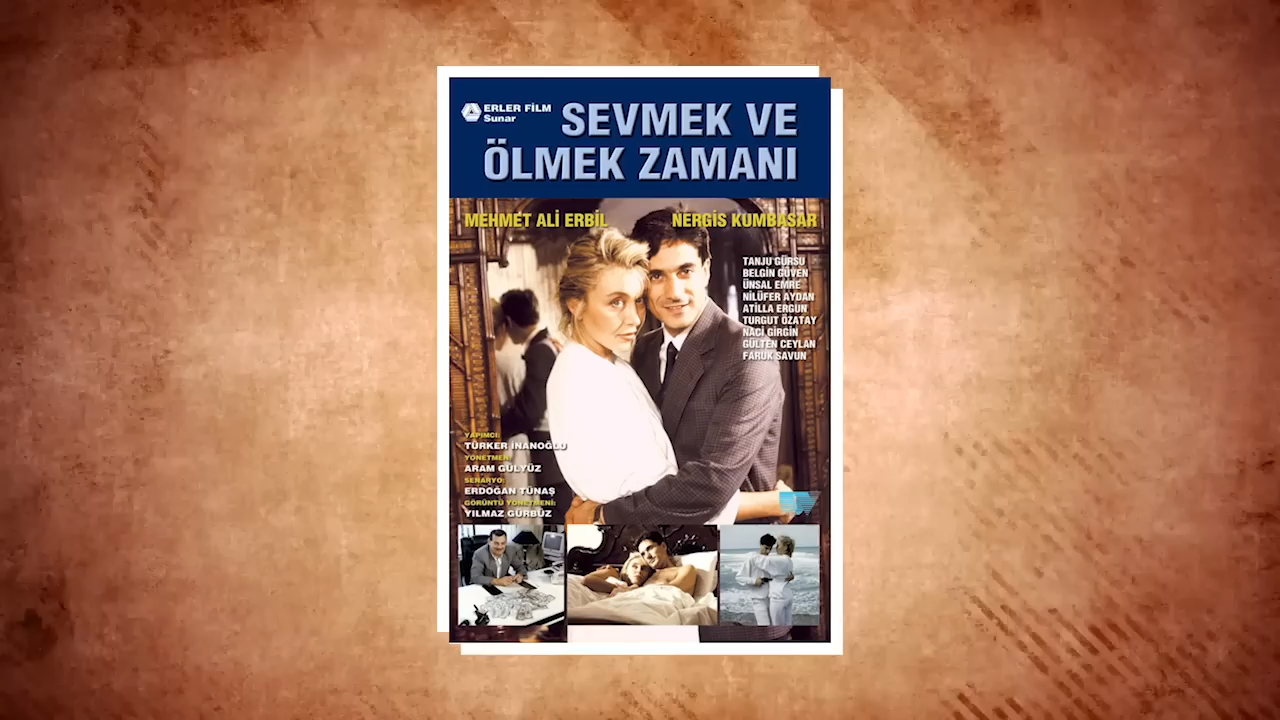 ERLER FİLM
Sunar
SEVMEK VE
ÖLMEK ZAMANI
MEHMET ALİ ERBİL
NERGİS KUMBASAR
TANJU GÜRSU
BELGİN GÜVEN
ÜNSAL EMRE
NİLÜFER AYDAN
ATİLLA ERGUN
TURGUT ÖZATAY
NACİ GİRGİN
GÜLTEN CEYLAN
FARUK SAVUN
YAPIMCI:
TÜRKER İNANOĞLU
YÖNETMEN:
ARAM GÜLYÜZ
SENARYO:
ERDOĞAN TÜNAŞ
GÖRÜNTÜ YÖNETMENİ:
YILMAZ GÜRBÜZ